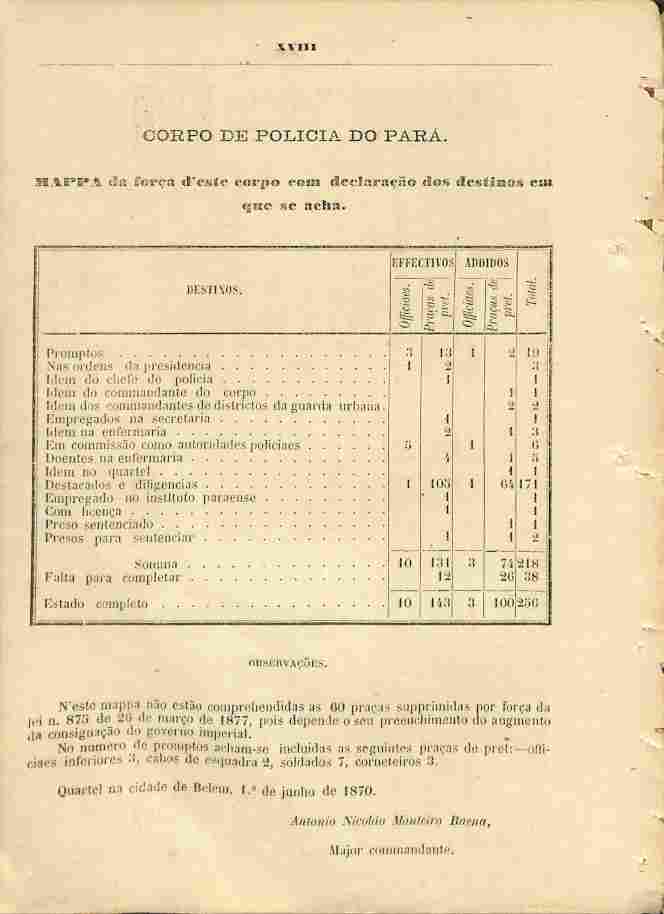 XVIII
CORPO DE POLICIA DO PARÁ.
MAPPA da força d'este corpo com declaração dos destinos em
que se acha.
DESTINOS. EFFECTIVOS ADDIDOS
Officiaes. Praças de pret. Officiaes. Praças de pret. Total.
Promptos 3 13 1 2 19
Nas ordens da presidencia 1 2 3
Idem do chefe de policia 1 1
Idem do commandante do corpo 1 1
Idem dos commandantes de districtos da guarda urbana. 2 2
Empregados na secretaria 1 1
Idem na enfermaria 2 1 3
Em commissão como autoridades policiaes 5 1 6
Doentes na enfermaria 4 1 5
Idem no quartel 1 1
Destacados e diligencias 1 105 1 64 171
Empregado no instituto paraense 1 1
Com licença 1 1
Preso sentenciado 1 1
Presos para sentenciar 1 1 2
Somma 10 131 3 74 218
Falta para completar 12 26 38
Estado completo 10 143 3 100 256
OBSERVAÇÕES.
N'este mappa não estão comprehendidas as 60 praças supprimidas por força da
lei n. 875 de 26 de março de 1877, pois depende o seu preenchimento do augmento
da consignação do governo imperial.
No numero de promptos acham-se incluidas as seguintes praças de pret:—offi-
ciaes inferiores 3, cabos de esquadra 2, soldados 7, corneteiros 3.
Quartel na cidade de Belem, 1.º de junho de 1870.
Antonio Nicoláo Monteiro Baena,
Major commandante.